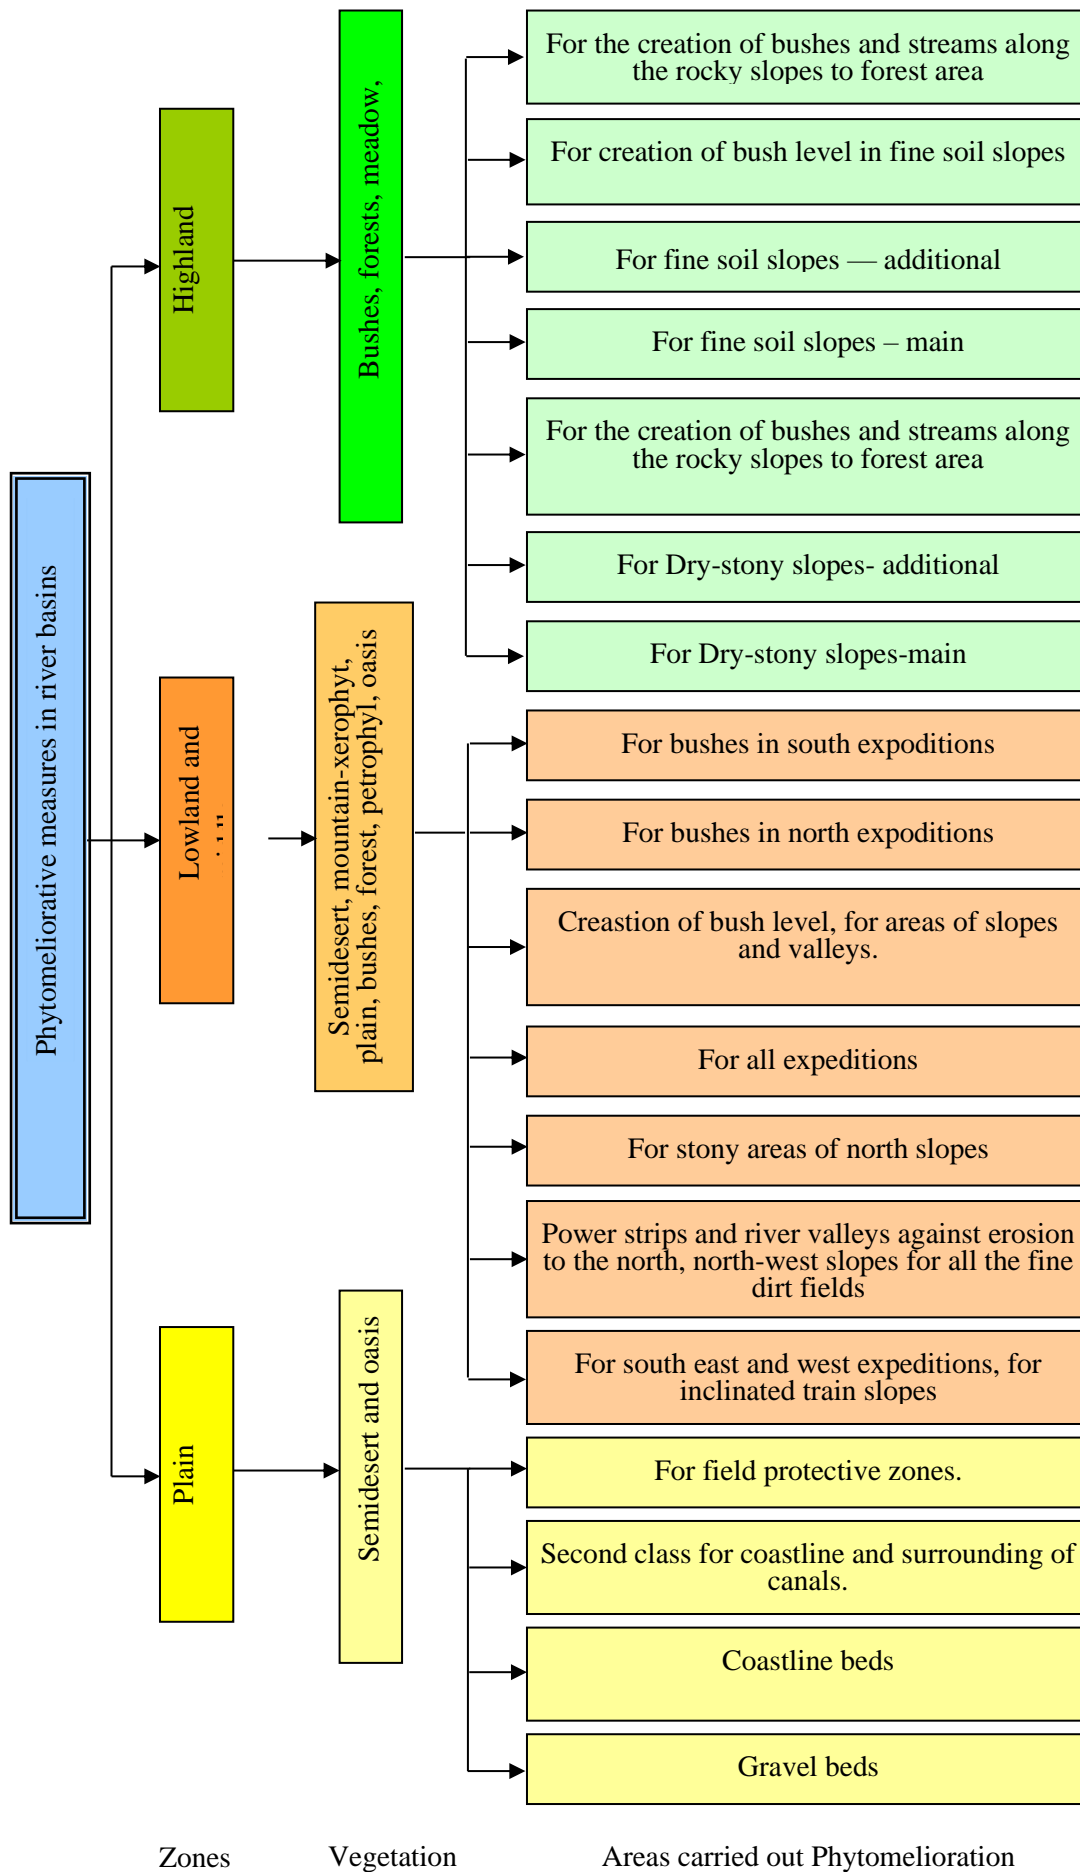 Phytomeliorative measures in river basins
Highland
Bushes, forests, meadow,
For the creation of bushes and streams along
the rocky slopes to forest area
For creation of bush level in fine soil slopes
For fine soil slopes — additional
For fine soil slopes – main
For the creation of bushes and streams along
the rocky slopes to forest area
For Dry-stony slopes- additional
For Dry-stony slopes-main
Lowland and
Semidesert, mountain-xerophyt,
plain, bushes, forest, petrophyl, oasis
For bushes in south expoditions
For bushes in north expoditions
Creastion of bush level, for areas of slopes
and valleys.
For all expeditions
For stony areas of north slopes
Power strips and river valleys against erosion
to the north, north-west slopes for all the fine
dirt fields
For south east and west expeditions, for
inclinated train slopes
Plain
Semidesert and oasis
For field protective zones.
Second class for coastline and surrounding of
canals.
Coastline beds
Gravel beds
Zones
Vegetation
Areas carried out Phytomelioration